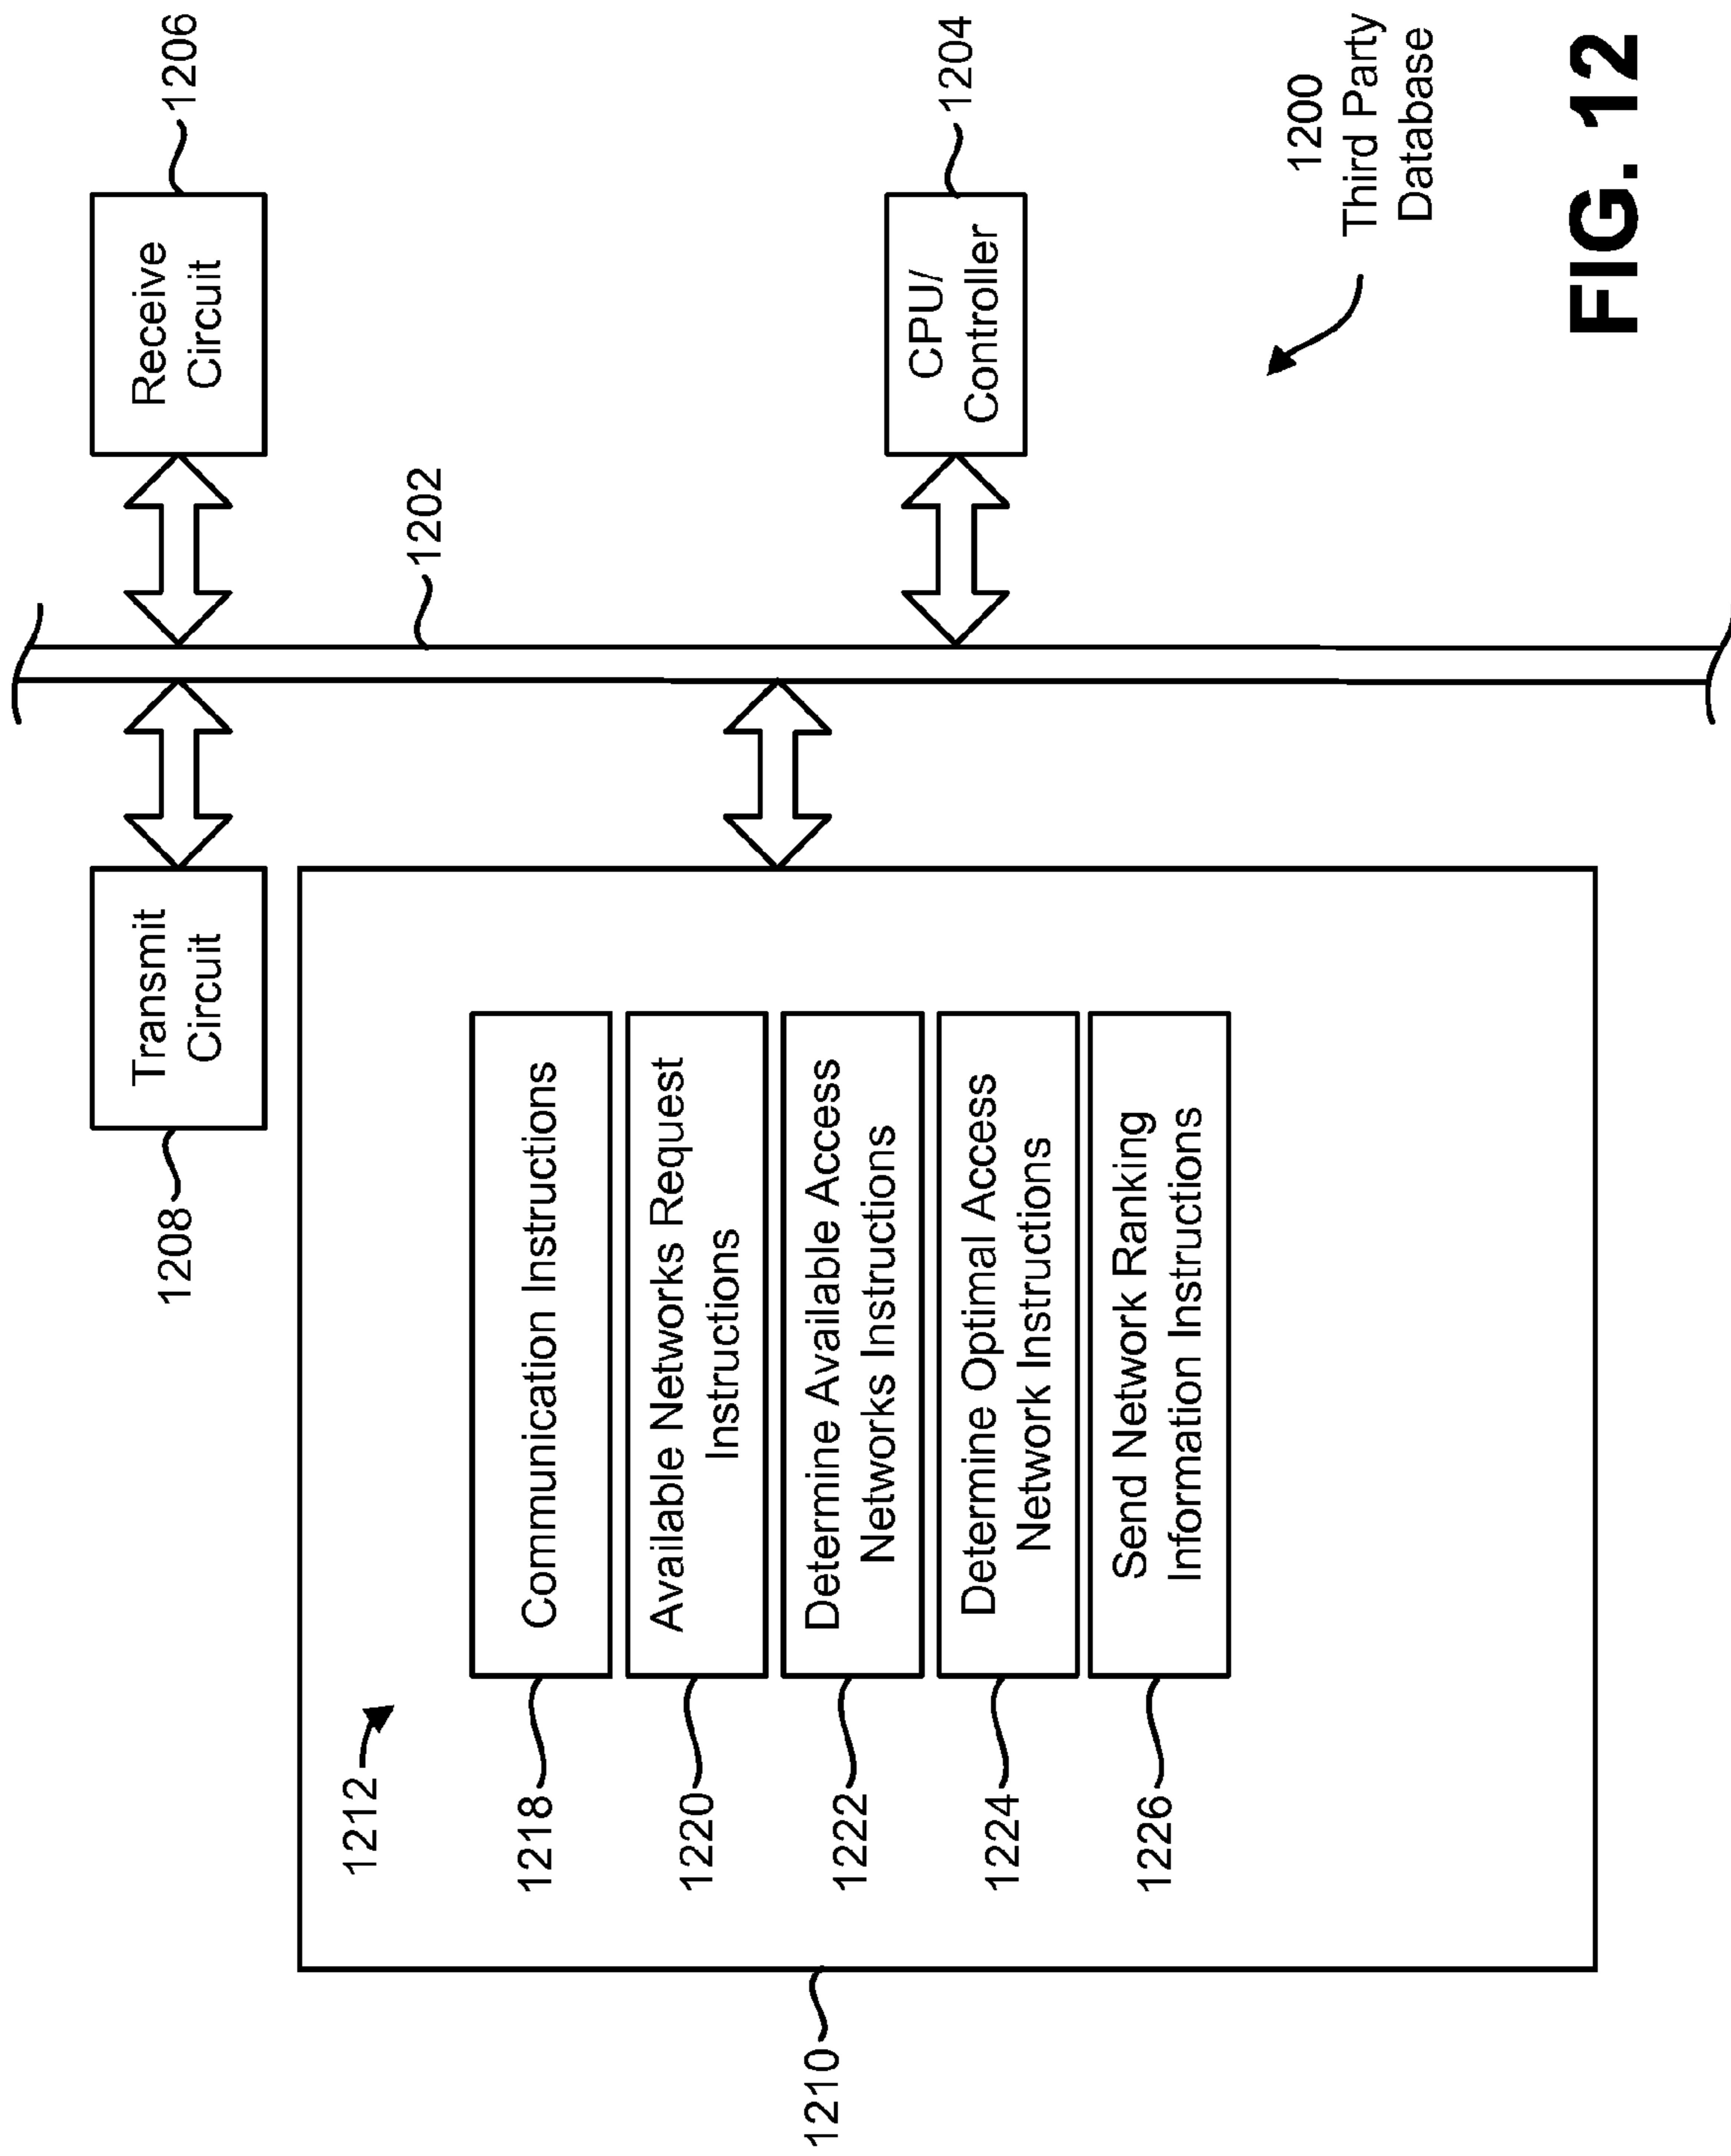 1208
Transmit
Circuit
Receive
Circuit
1206
1202
1210
1212
1218
Communication Instructions
1220
Available Networks Request
Instructions
1222
Determine Available Access
Networks Instructions
1224
Determine Optimal Access
Network Instructions
1226
Send Network Ranking
Information Instructions
CPU/
Controller
1204
1200
Third Party
Database
FIG. 12